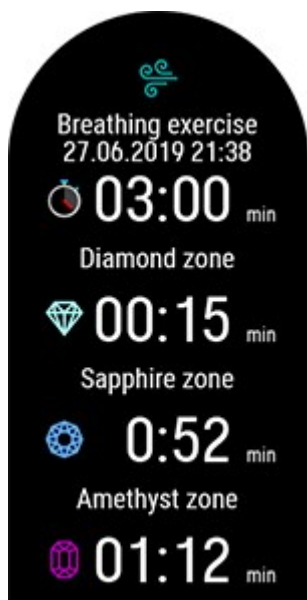 Breathing exercise
27.06.2019 21:38
03:00 min
Diamond zone
00:15 min
Sapphire zone
0:52 min
Amethyst zone
01:12 min